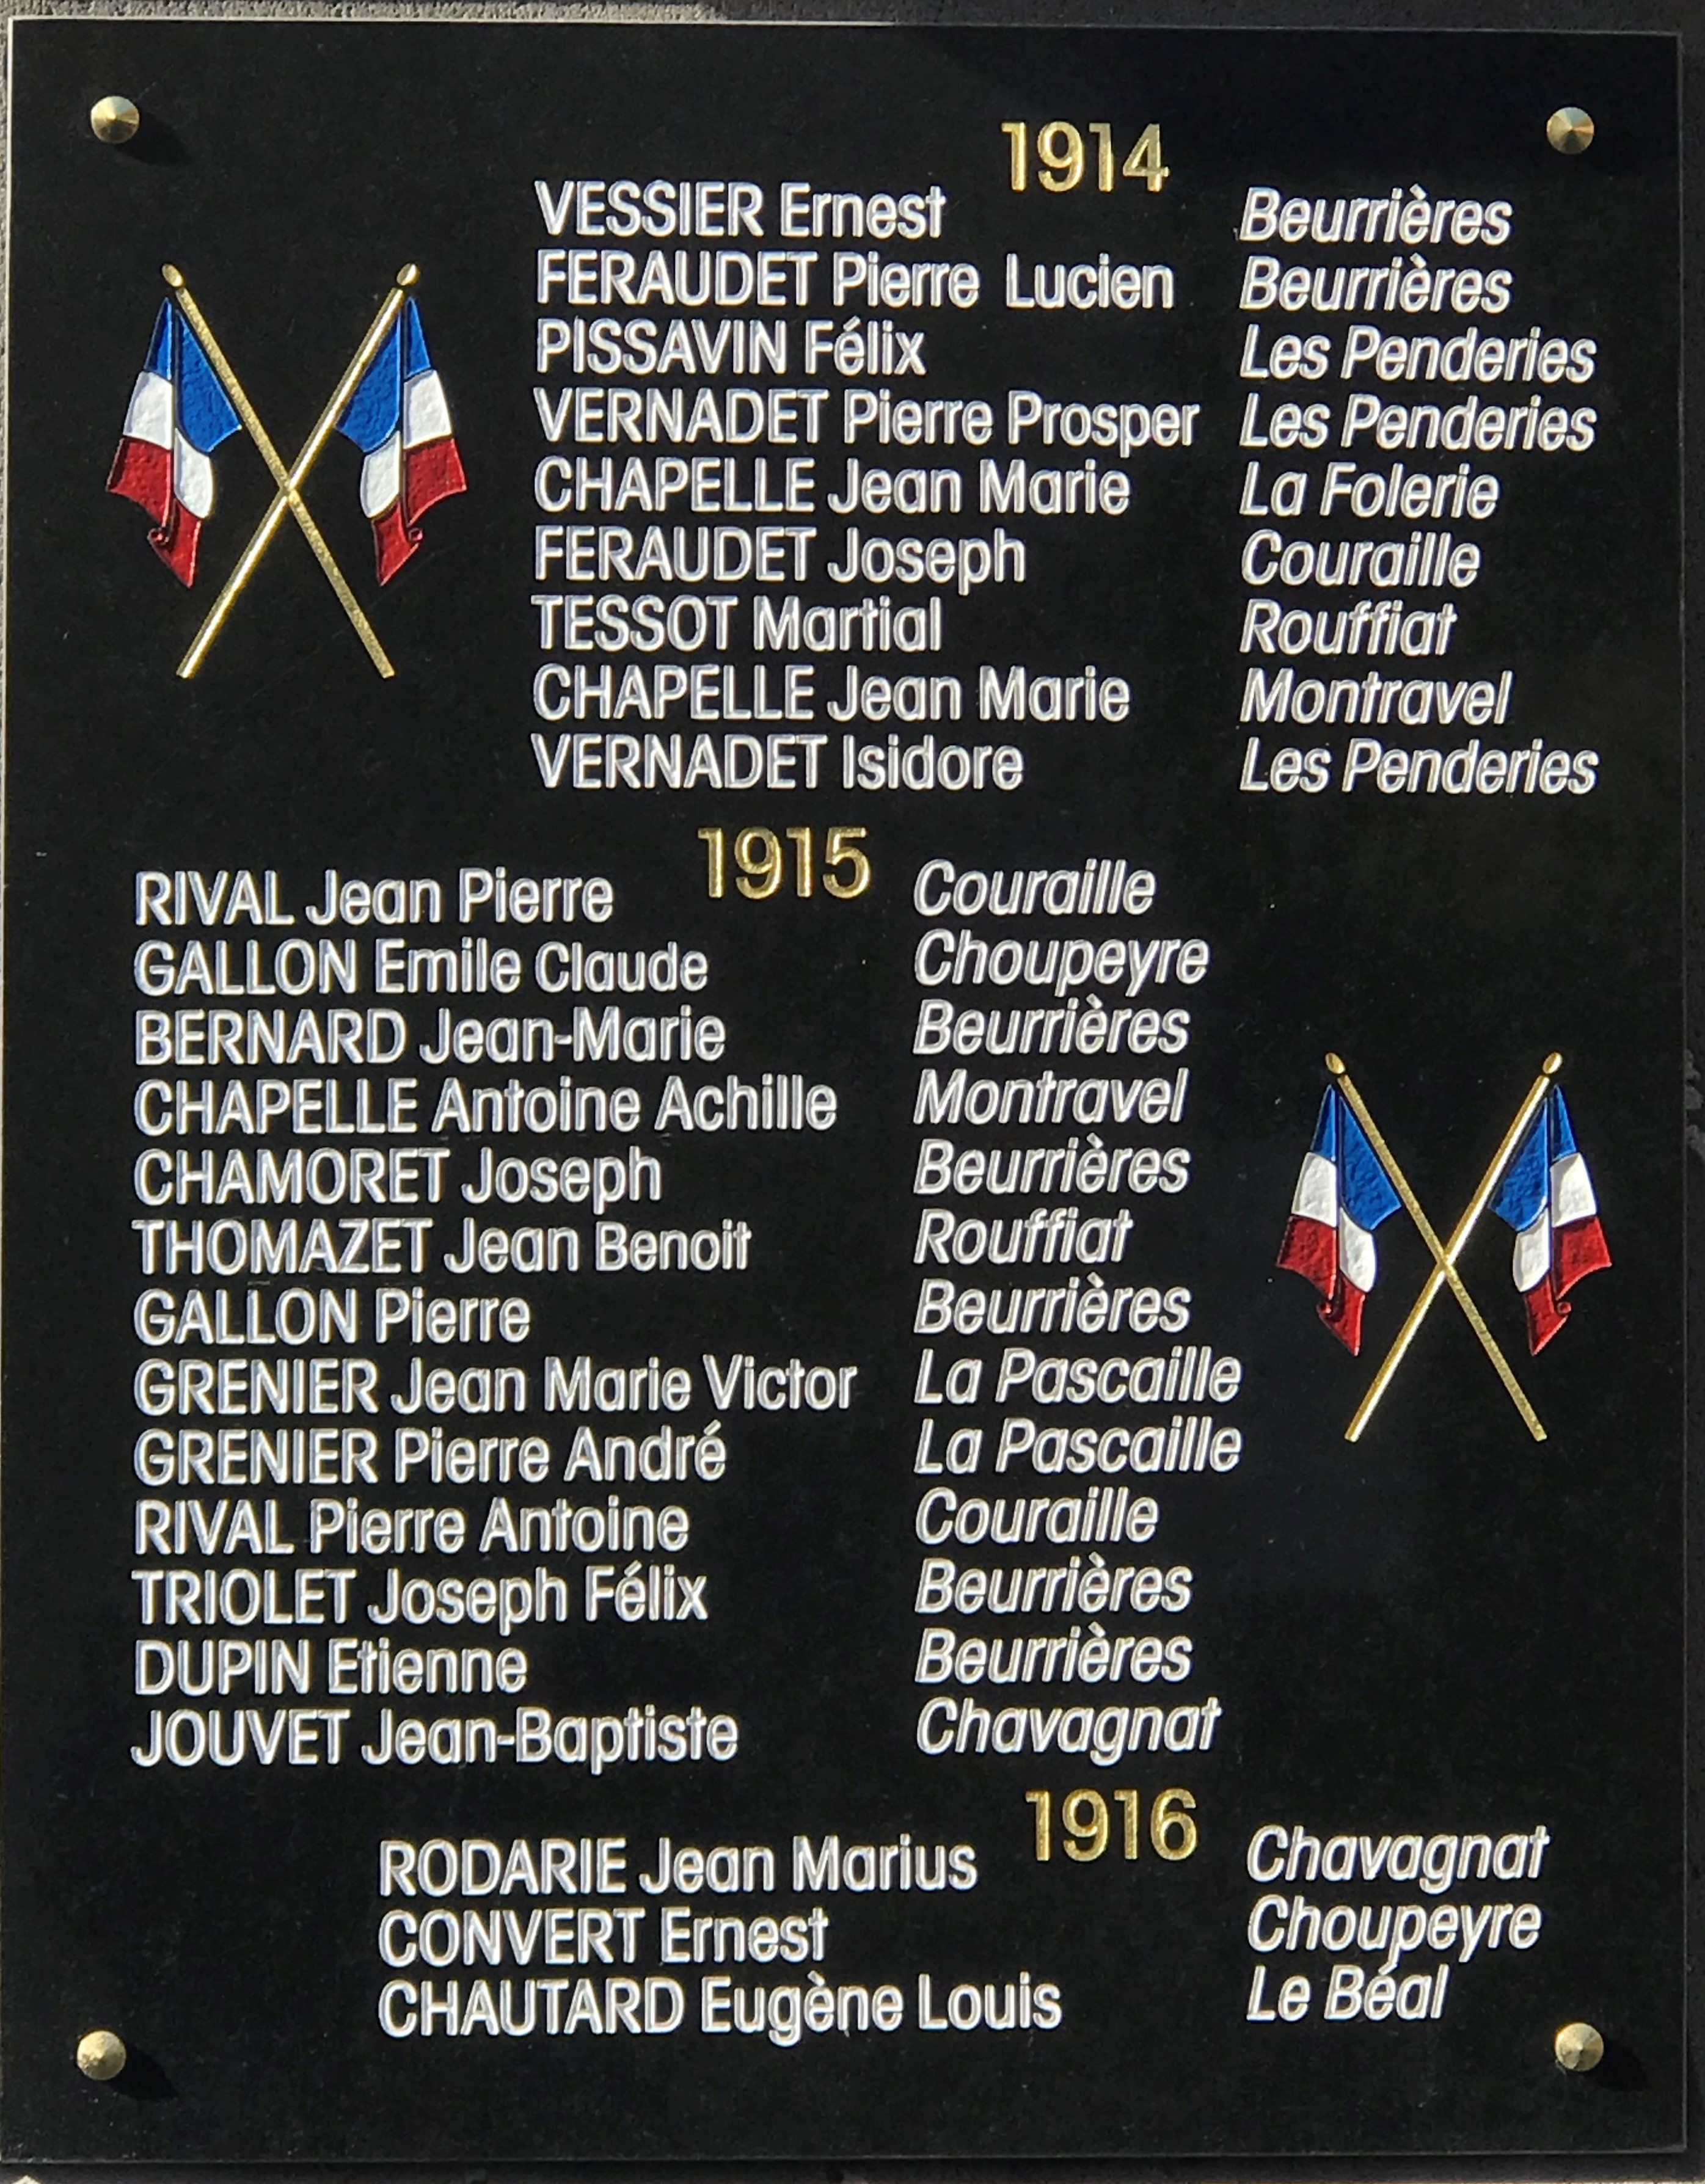 1914
VESSIER Ernest Beurrières
FERAUDET Pierre Lucien Beurrières
PISSAVIN Félix Les Penderies
VERNADET Pierre Prosper Les Penderies
CHAPELLE Jean Marie La Folerie
FERAUDET Joseph Couraille
TESSOT Martial Rouffiat
CHAPELLE Jean Marie Montravel
VERNADET Isidore Les Penderies
1915
RIVAL Jean Pierre Couraille
GALLON Emile Claude Choupeyre
BERNARD Jean-Marie Beurrières
CHAPELLE Antoine Achille Montravel
CHAMORET Joseph Beurrières
THOMAZET Jean Benoit Rouffiat
GALLON Pierre Beurrières
GRENIER Jean Marie Victor La Pascaille
GRENIER Pierre André La Pascaille
RIVAL Pierre Antoine Couraille
TRIOLET Joseph Félix Beurrières
DUPIN Etienne Beurrières
JOUVET Jean-Baptiste Chavagnat
1916
RODARIE Jean Marius Chavagnat
CONVERT Ernest Choupeyre
CHAUTARD Eugène Louis Le Béal